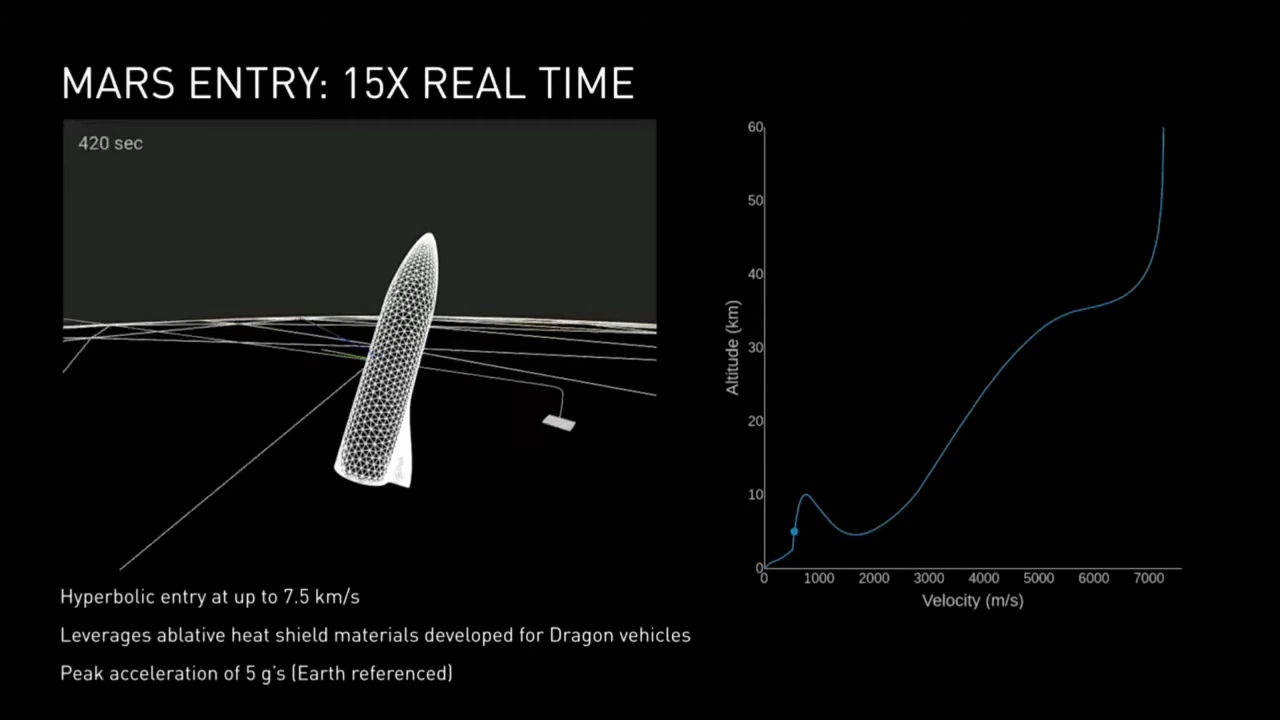 MARS ENTRY: 15X REAL TIME
420 sec
Hyperbolic entry at up to 7.5 km/s
Leverages ablative heat shield materials developed for Dragon vehicles
Peak acceleration of 5 g's (Earth referenced)
Altitude (km)
60
50
40
30
20
10
0
0 1000 2000 3000 4000 5000 6000 7000
Velocity (m/s)